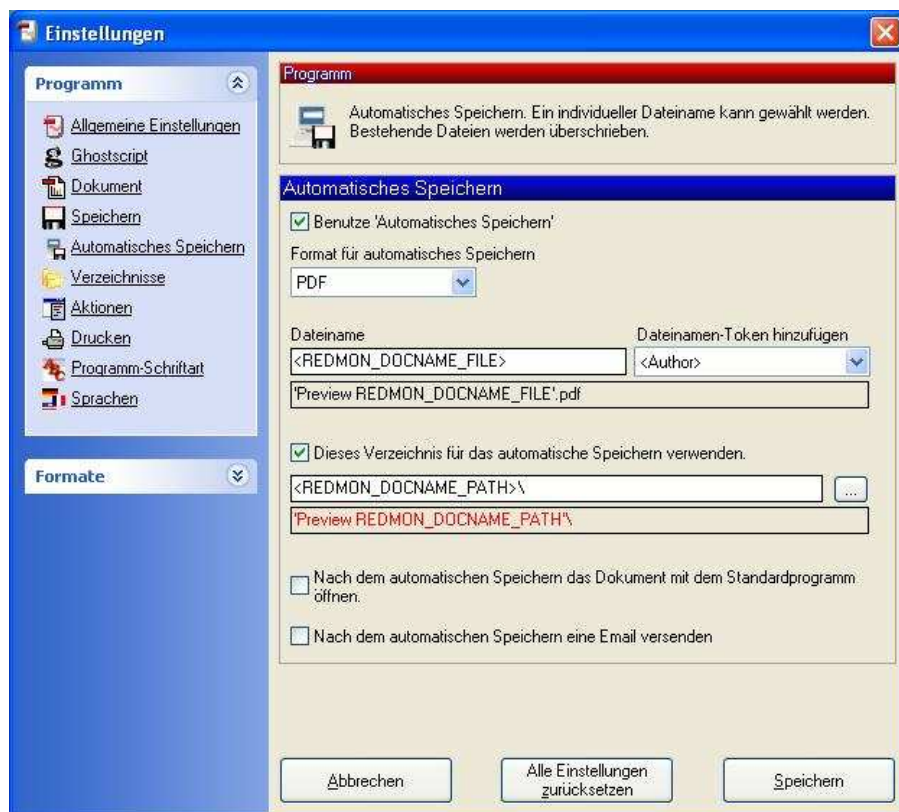 Einstellungen
Programm
Allgemeine Einstellungen
Ghostscript
Dokument
Speichern
Automatisches Speichern
Verzeichnisse
Aktionen
Drucken
Programm-Schriftart
Sprachen
Formate
Programm
Automatisches Speichern. Ein individueller Dateiname kann gewählt werden.
Bestehende Dateien werden überschrieben.
Automatisches Speichern
Benutze 'Automatisches Speichern'
Format für automatisches Speichern
PDF
Dateiname
Dateinamen-Token hinzufügen
<REDMON_DOCNAME_FILE>
<Author>
'Preview REDMON_DOCNAME_FILE'.pdf
Dieses Verzeichnis für das automatische Speichern verwenden.
<REDMON_DOCNAME_PATH>\
...
'Preview REDMON_DOCNAME_PATH'\
Nach dem automatischen Speichern das Dokument mit dem Standardprogramm
öffnen.
Nach dem automatischen Speichern eine Email versenden
Abbrechen
Alle Einstellungen
zurücksetzen
Speichern